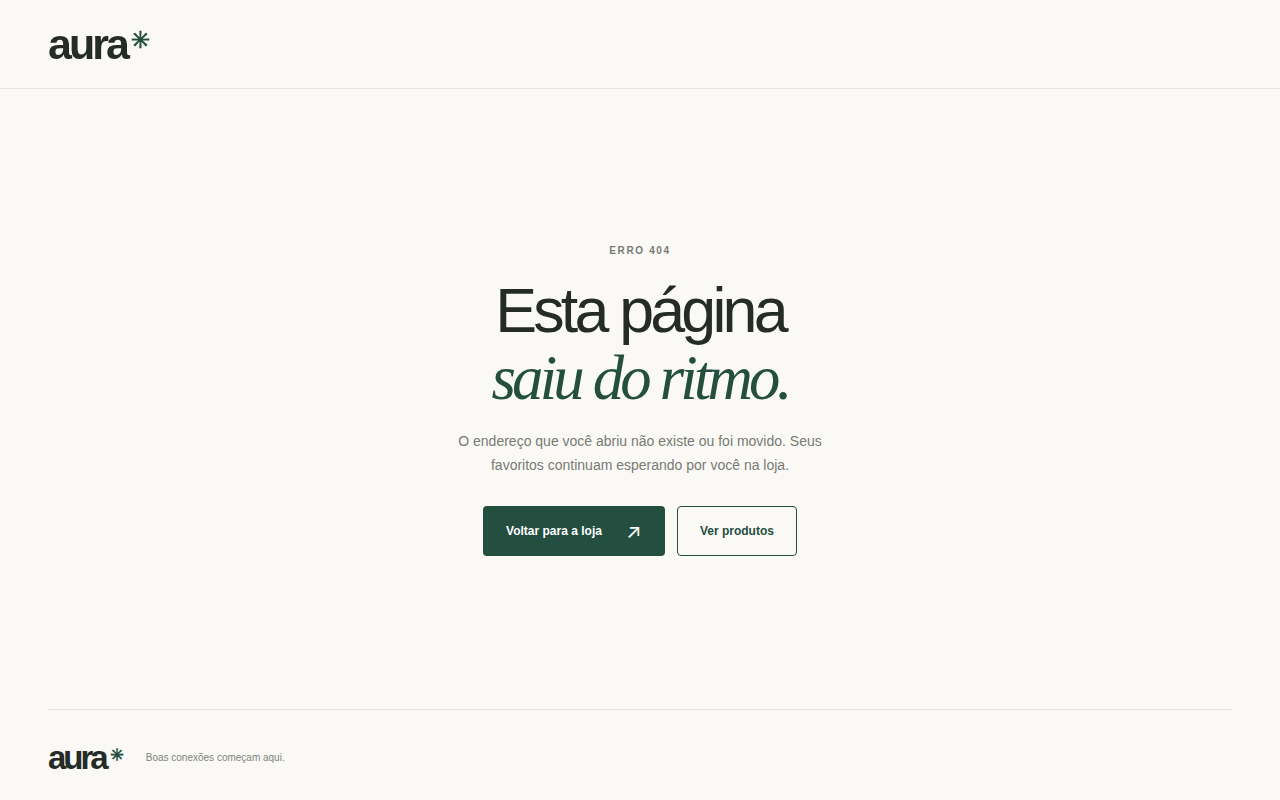 aura
ERRO 404
Esta página
saiu do ritmo.
O endereço que você abriu não existe ou foi movido. Seus
favoritos continuam esperando por você na loja.
Voltar para a loja
Ver produtos
aura
Boas conexões começam aqui.